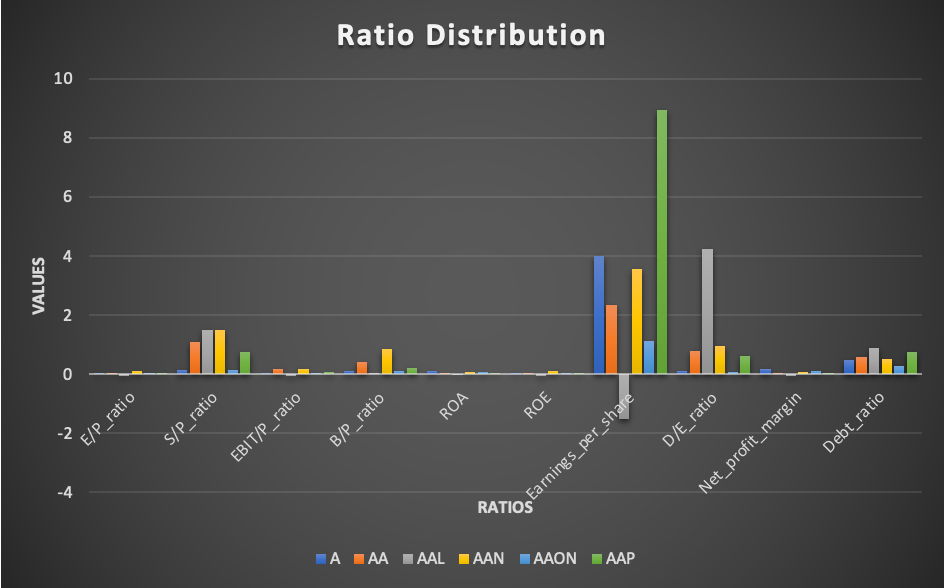 Ratio Distribution
10
8
6
4
2
0
-2
-4
VALUES
E/P_ratio
S/P_ratio
EBIT/P_ratio
B/P_ratio
ROA
ROE
Earnings_per_share
D/E_ratio
Net_profit_margin
Debt_ratio
RATIOS
A AA AAL AAN AAON AAP